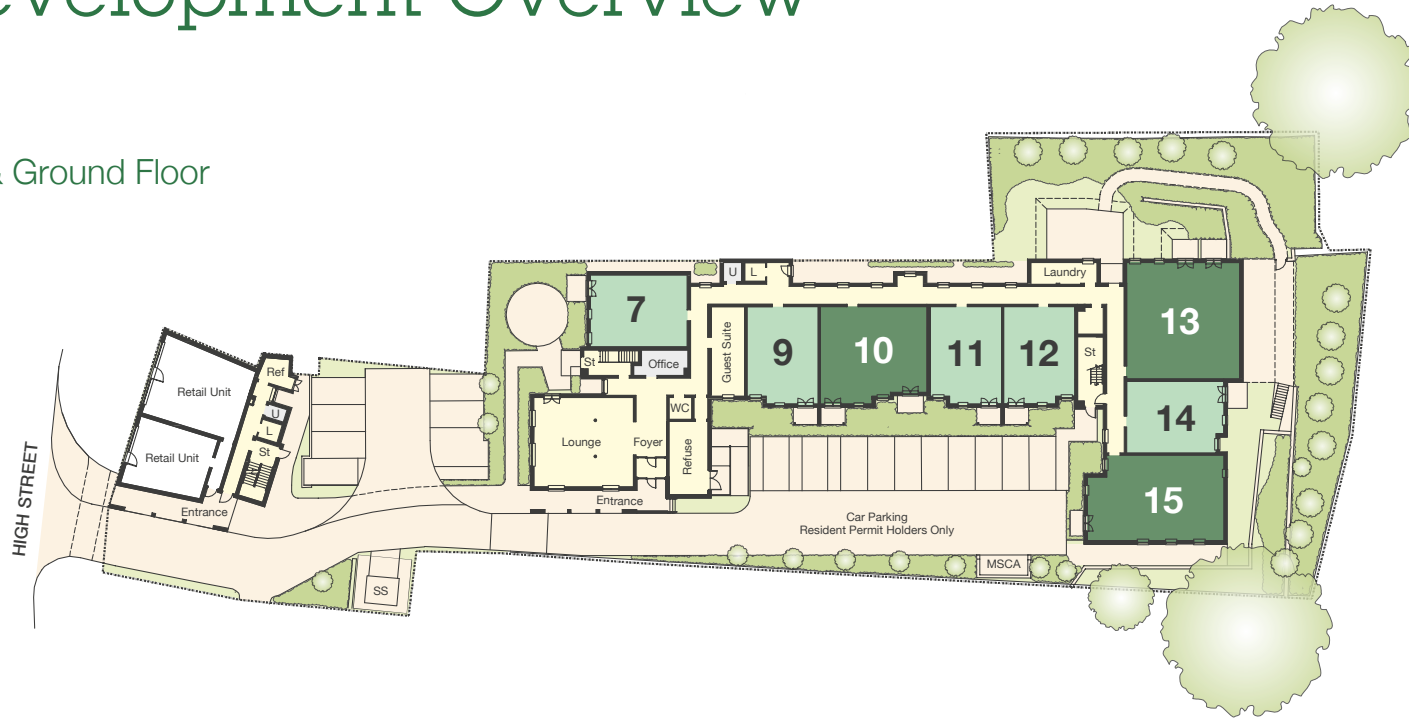 evelopment Overview
& Ground Floor
HIGH STREET
Retail Unit
Retail Unit
Entrance
Ref
U
L
St
SS
7
St
Office
Lounge
Foyer
WC
Refuse
Entrance
U
L
Guest Suite
9
10
11
12
Laundry
St
13
14
15
Car Parking
Resident Permit Holders Only
MSCA